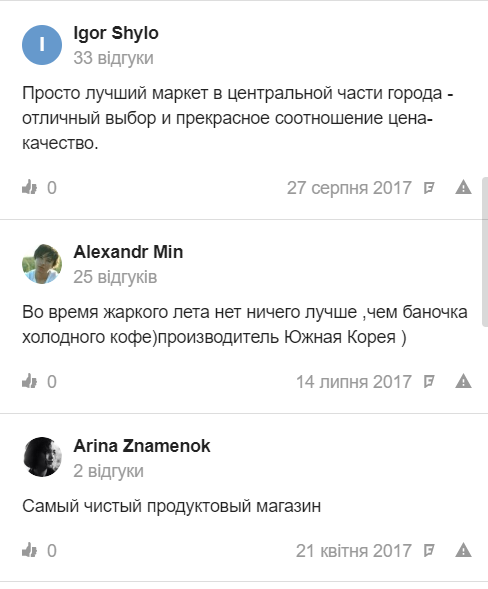 I
Igor Shylo
33 відгуки
Просто лучший маркет в центральной части города -
отличный выбор и прекрасное соотношение цена-
качество.
0
27 серпня 2017
Alexandr Min
25 відгуків
Во время жаркого лета нет ничего лучше ,чем баночка
холодного кофе)производитель Южная Корея )
0
14 липня 2017
Arina Znamenok
2 відгуки
Самый чистый продуктовый магазин
0
21 квітня 2017